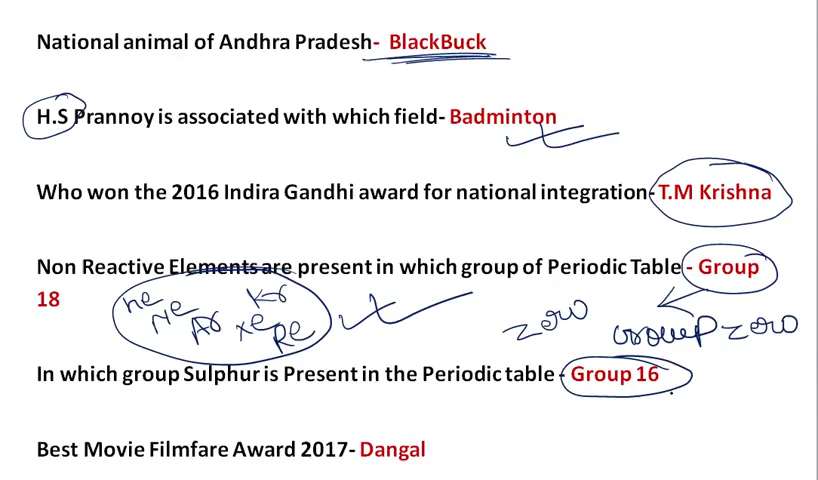 National animal of Andhra Pradesh- BlackBuck
H.S Prannoy is associated with which field- Badminton
Who won the 2016 Indira Gandhi award for national integration- T.M Krishna
Non Reactive Elements are present in which group of Periodic Table - Group
18
He Ne Ar Kr Xe Re
zero
Group zero
In which group Sulphur is Present in the Periodic table - Group 16
Best Movie Filmfare Award 2017- Dangal